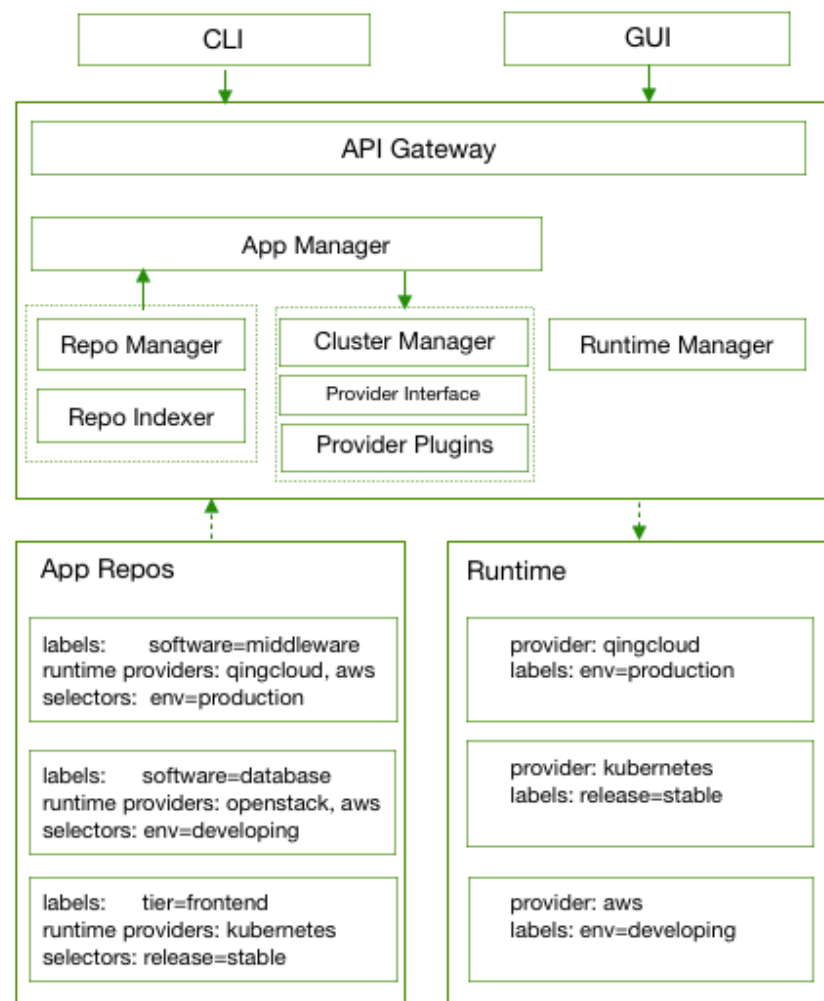 CLI
GUI
API Gateway
App Manager
Repo Manager
Cluster Manager
Runtime Manager
Provider Interface
Repo Indexer
Provider Plugins
App Repos
labels: software=middleware
runtime providers: qingcloud, aws
selectors: env=production
labels: software=database
runtime providers: openstack, aws
selectors: env=developing
labels: tier=frontend
runtime providers: kubernetes
selectors: release=stable
Runtime
provider: qingcloud
labels: env=production
provider: kubernetes
labels: release=stable
provider: aws
labels: env=developing